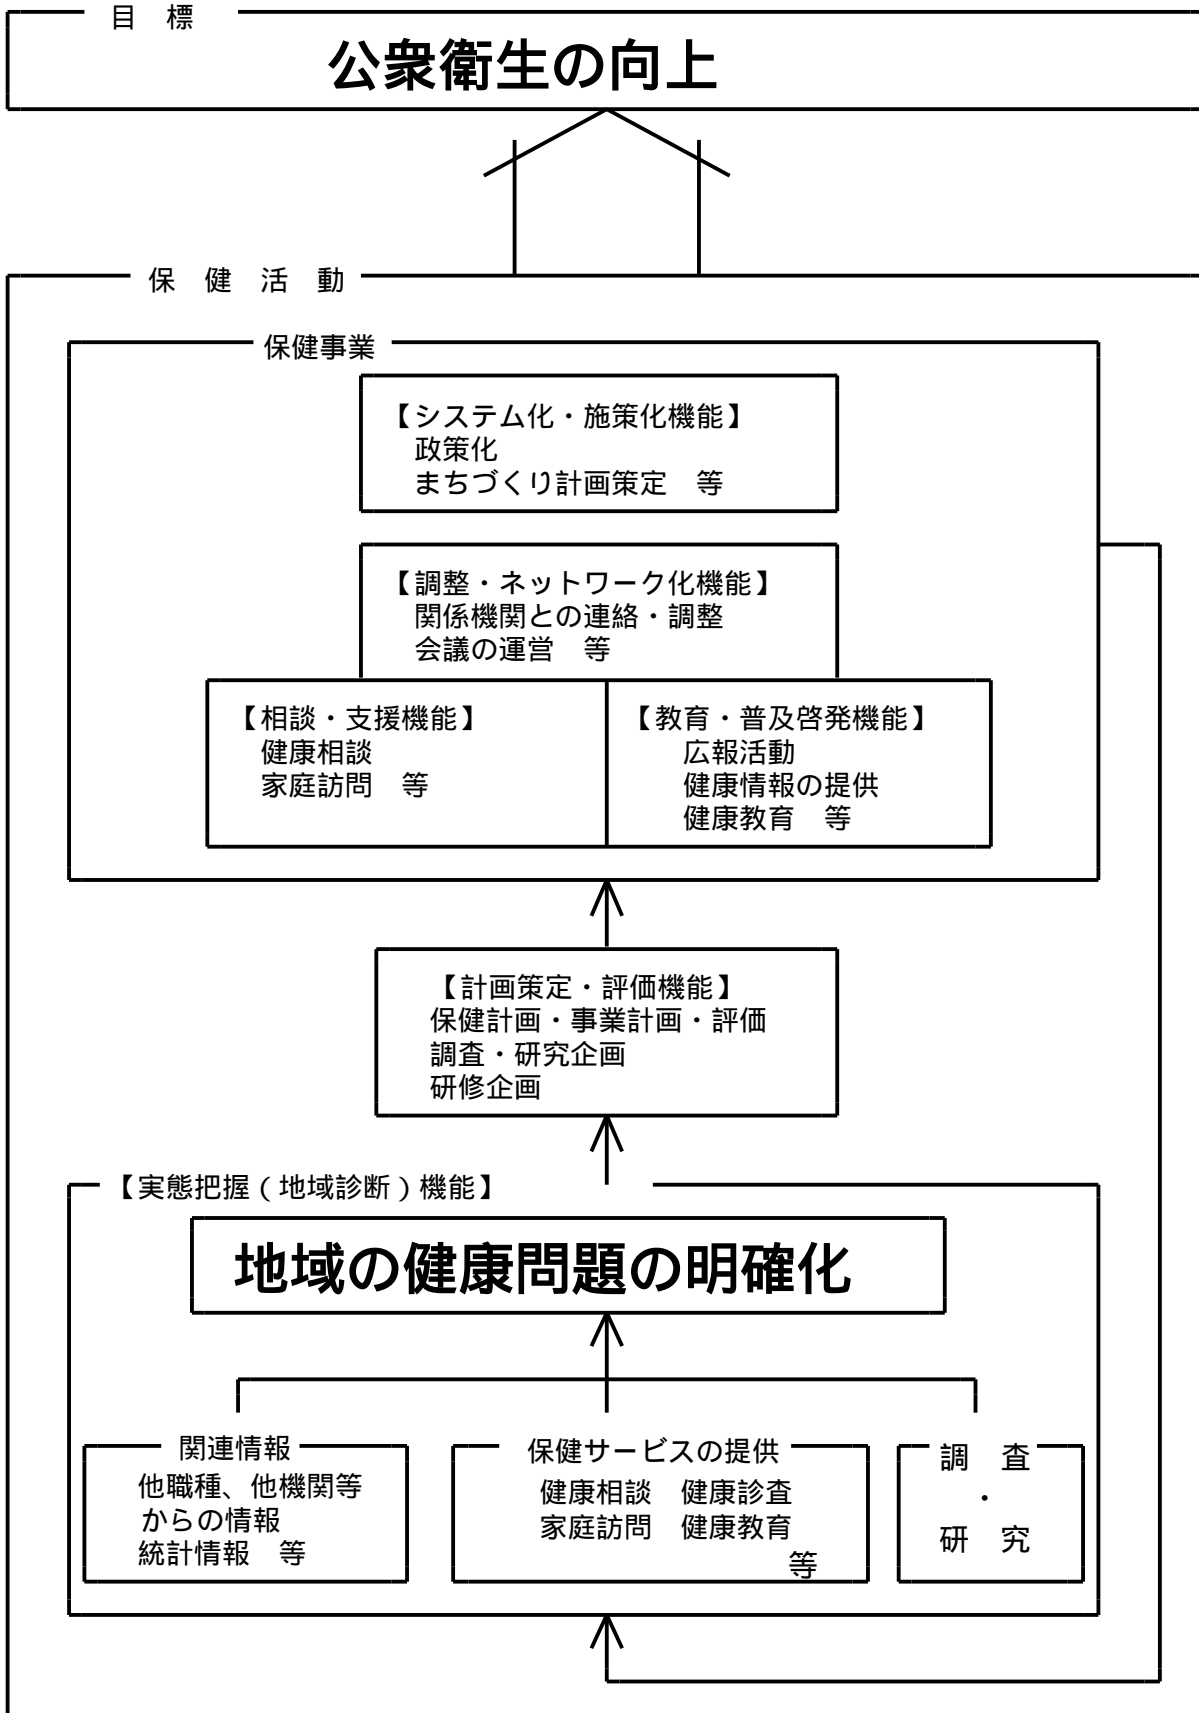 目　標
公衆衛生の向上
保　健　活　動
保健事業
【システム化・施策化機能】
政策化
まちづくり計画策定　等
【調整・ネットワーク化機能】
関係機関との連絡・調整
会議の運営　等
【相談・支援機能】
健康相談
家庭訪問　等
【教育・普及啓発機能】
広報活動
健康情報の提供
健康教育　等
【計画策定・評価機能】
保健計画・事業計画・評価
調査・研究企画
研修企画
【実態把握（地域診断）機能】
地域の健康問題の明確化
関連情報
他職種、他機関等
からの情報
統計情報　等
保健サービスの提供
健康相談　健康診査
家庭訪問　健康教育
等
調　査
・
研　究